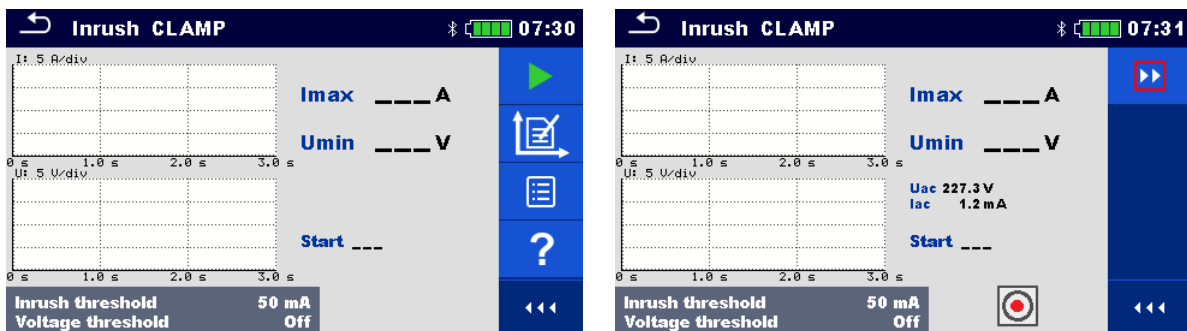 Inrush CLAMP 07:30
I: 5 A/div
Imax ___A
Umin ___V
0 s 1.0 s 2.0 s 3.0 s
U: 5 V/div
Start ___
?
0 s 1.0 s 2.0 s 3.0 s
Inrush threshold 50 mA
Voltage threshold Off
Inrush CLAMP 07:31
I: 5 A/div
Imax ___A
Umin ___V
0 s 1.0 s 2.0 s 3.0 s
U: 5 V/div
Uac 227.3 V
Iac 1.2 mA
Start ___
0 s 1.0 s 2.0 s 3.0 s
Inrush threshold 50 mA
Voltage threshold Off